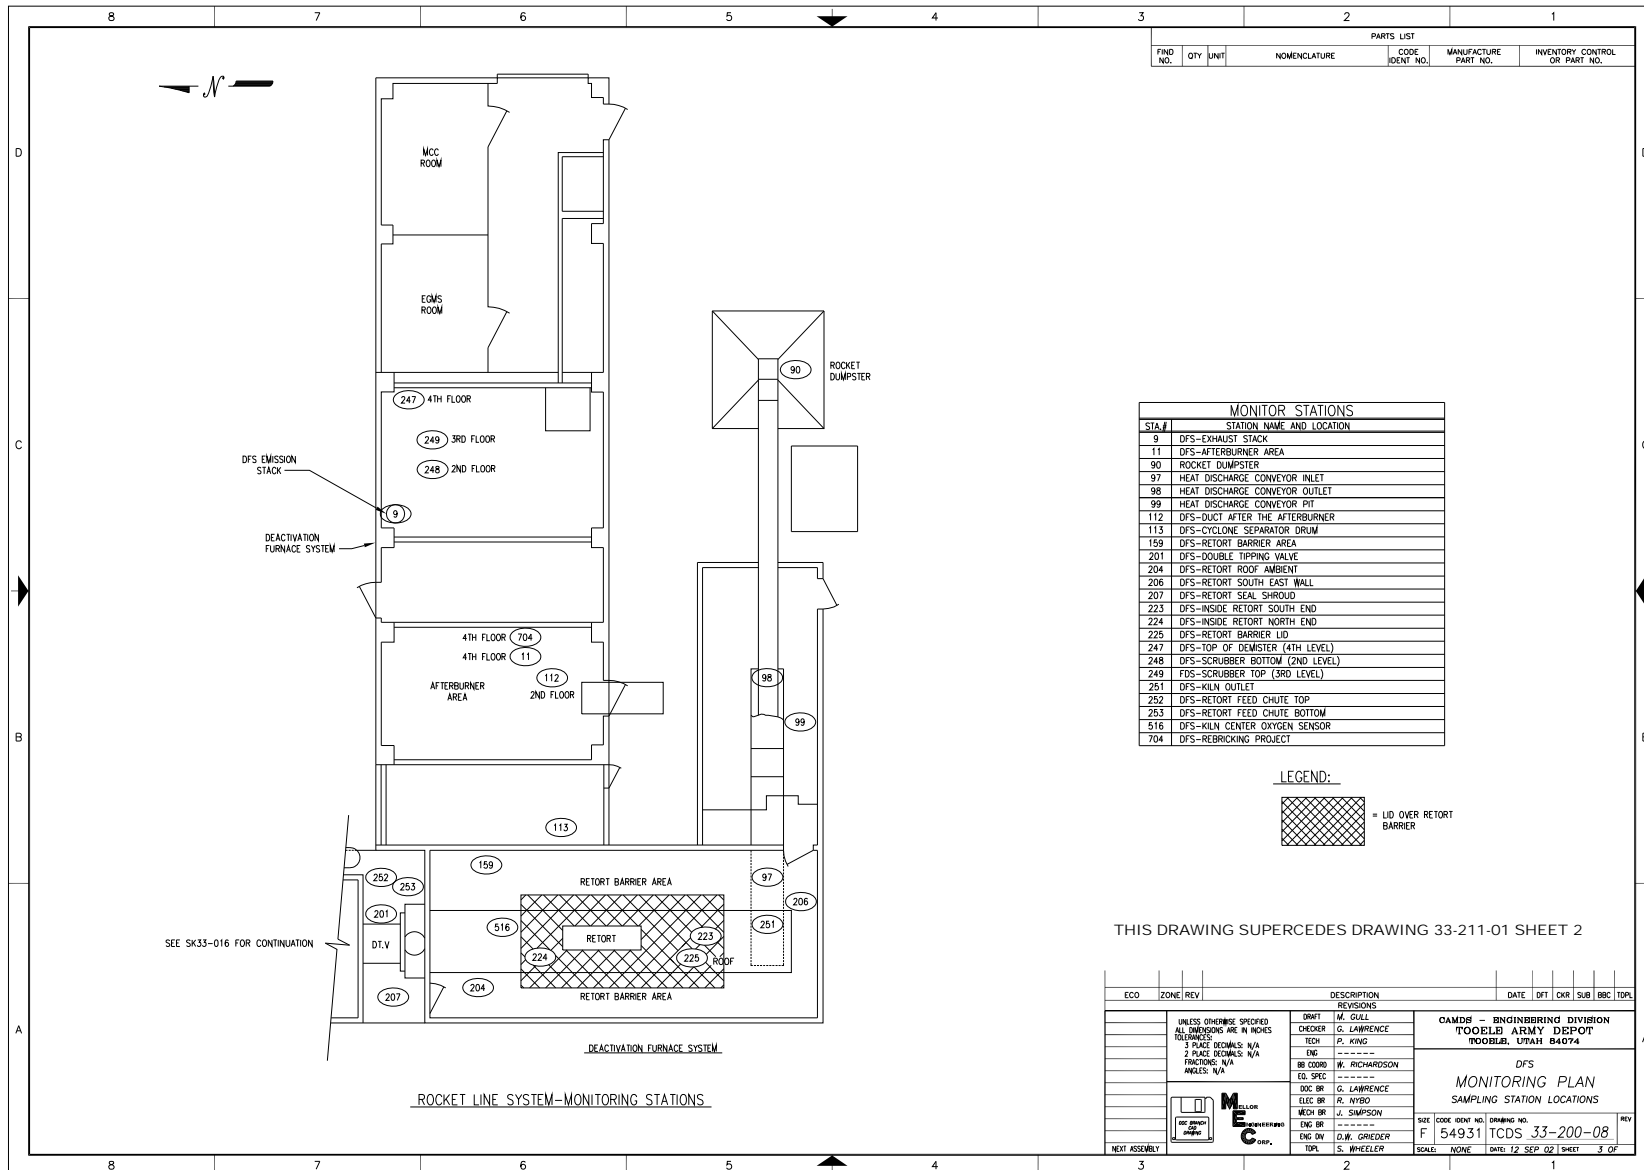 8 7 6 5 4 3 2 1
PARTS LIST
FIND NO. QTY UNIT NOMENCLATURE CODE IDENT NO. MANUFACTURE PART NO. INVENTORY CONTROL OR PART NO.
N
D
D
MCC
ROOM
EGMS
ROOM
90
ROCKET
DUMPSTER
247 4TH FLOOR
249 3RD FLOOR
248 2ND FLOOR
C
DFS EMISSION
STACK
9
DEACTIVATION
FURNACE SYSTEM
MONITOR STATIONS
STA.# STATION NAME AND LOCATION
9 DFS-EXHAUST STACK
11 DFS-AFTERBURNER AREA
90 ROCKET DUMPSTER
97 HEAT DISCHARGE CONVEYOR INLET
98 HEAT DISCHARGE CONVEYOR OUTLET
99 HEAT DISCHARGE CONVEYOR PIT
112 DFS-DUCT AFTER THE AFTERBURNER
113 DFS-CYCLONE SEPARATOR DRUM
159 DFS-RETORT BARRIER AREA
201 DFS-DOUBLE TIPPING VALVE
204 DFS-RETORT ROOF AMBIENT
206 DFS-RETORT SOUTH EAST WALL
207 DFS-RETORT SEAL SHROUD
223 DFS-INSIDE RETORT SOUTH END
224 DFS-INSIDE RETORT NORTH END
225 DFS-RETORT BARRIER LID
247 DFS-TOP OF DEMISTER (4TH LEVEL)
248 DFS-SCRUBBER BOTTOM (2ND LEVEL)
249 FDS-SCRUBBER TOP (3RD LEVEL)
251 DFS-KILN OUTLET
252 DFS-RETORT FEED CHUTE TOP
253 DFS-RETORT FEED CHUTE BOTTOM
516 DFS-KILN CENTER OXYGEN SENSOR
704 DFS-REBRICKING PROJECT
4TH FLOOR 704
4TH FLOOR 11
112
2ND FLOOR
AFTERBURNER
AREA
98
99
B
LEGEND:
= LID OVER RETORT
BARRIER
113
159
252
253
201
RETORT BARRIER AREA
97
206
516
RETORT
223
251
224
225 ROOF
DT.V
SEE SK33-016 FOR CONTINUATION
207
204
RETORT BARRIER AREA
A
DEACTIVATION FURNACE SYSTEM
ROCKET LINE SYSTEM-MONITORING STATIONS
THIS DRAWING SUPERCEDES DRAWING 33-211-01 SHEET 2
ECO ZONE REV DESCRIPTION DATE DFT CKR SUB BBC TDPL
REVISIONS
UNLESS OTHERWISE SPECIFIED
ALL DIMENSIONS ARE IN INCHES
TOLERANCES:
3 PLACE DECIMALS: N/A
2 PLACE DECIMALS: N/A
FRACTIONS: N/A
ANGLES: N/A
DRAFT M. GULL
CHECKER G. LAWRENCE
TECH P. KING
ENG ------
BB COORD W. RICHARDSON
EQ. SPEC ------
DOC BR G. LAWRENCE
ELEC BR R. NYBO
MECH BR J. SIMPSON
ENG BR ------
ENG DIV D.W. GRIEDER
TDPL S. WHEELER
CAMDS - ENGINEERING DIVISION
TOOELE ARMY DEPOT
TOOELE, UTAH 84074
DFS
MONITORING PLAN
SAMPLING STATION LOCATIONS
SIZE F CODE IDENT NO. 54931 DRAWING NO. TCDS 33-200-08 REV
SCALE: NONE DATE: 12 SEP 02 SHEET 3 OF
DOC BRANCH
CAD
DRAWING
MELLOR
ENGINEERING
CORP.
NEXT ASSEMBLY
8 7 6 5 4 3 2 1